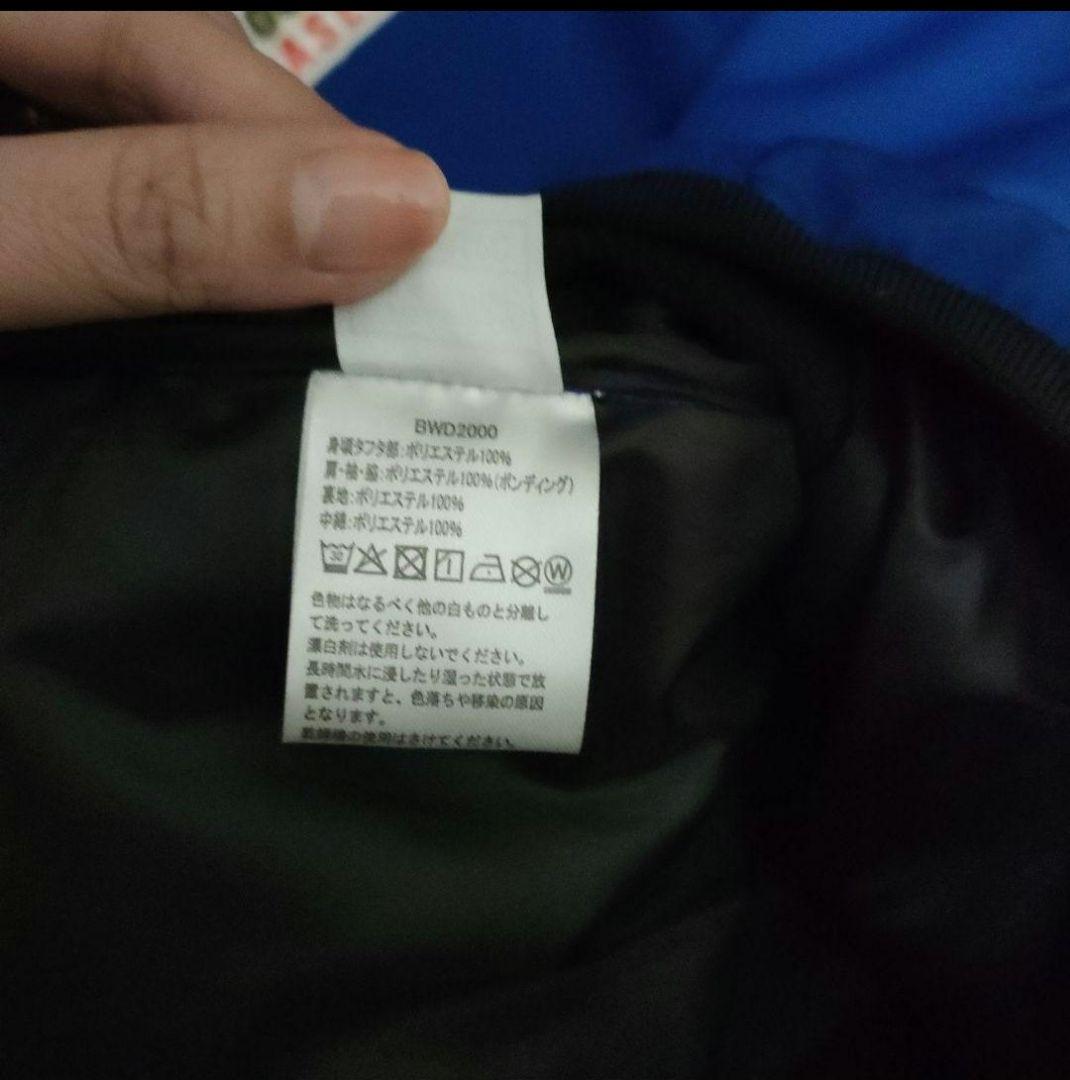 ASI
BWD2000
身頃タフタ部:ポリエステル100%
肩・袖・脇:ポリエステル100%(ボンディング)
裏地:ポリエステル100%
中綿:ポリエステル100%
30 W
色物はなるべく他の白ものと分離し
て洗ってください。
漂白剤は使用しないでください。
長時間水に浸したり湿った状態で放
置されますと、色落ちや移染の原因
となります。
乾燥機の使用はさけてください。